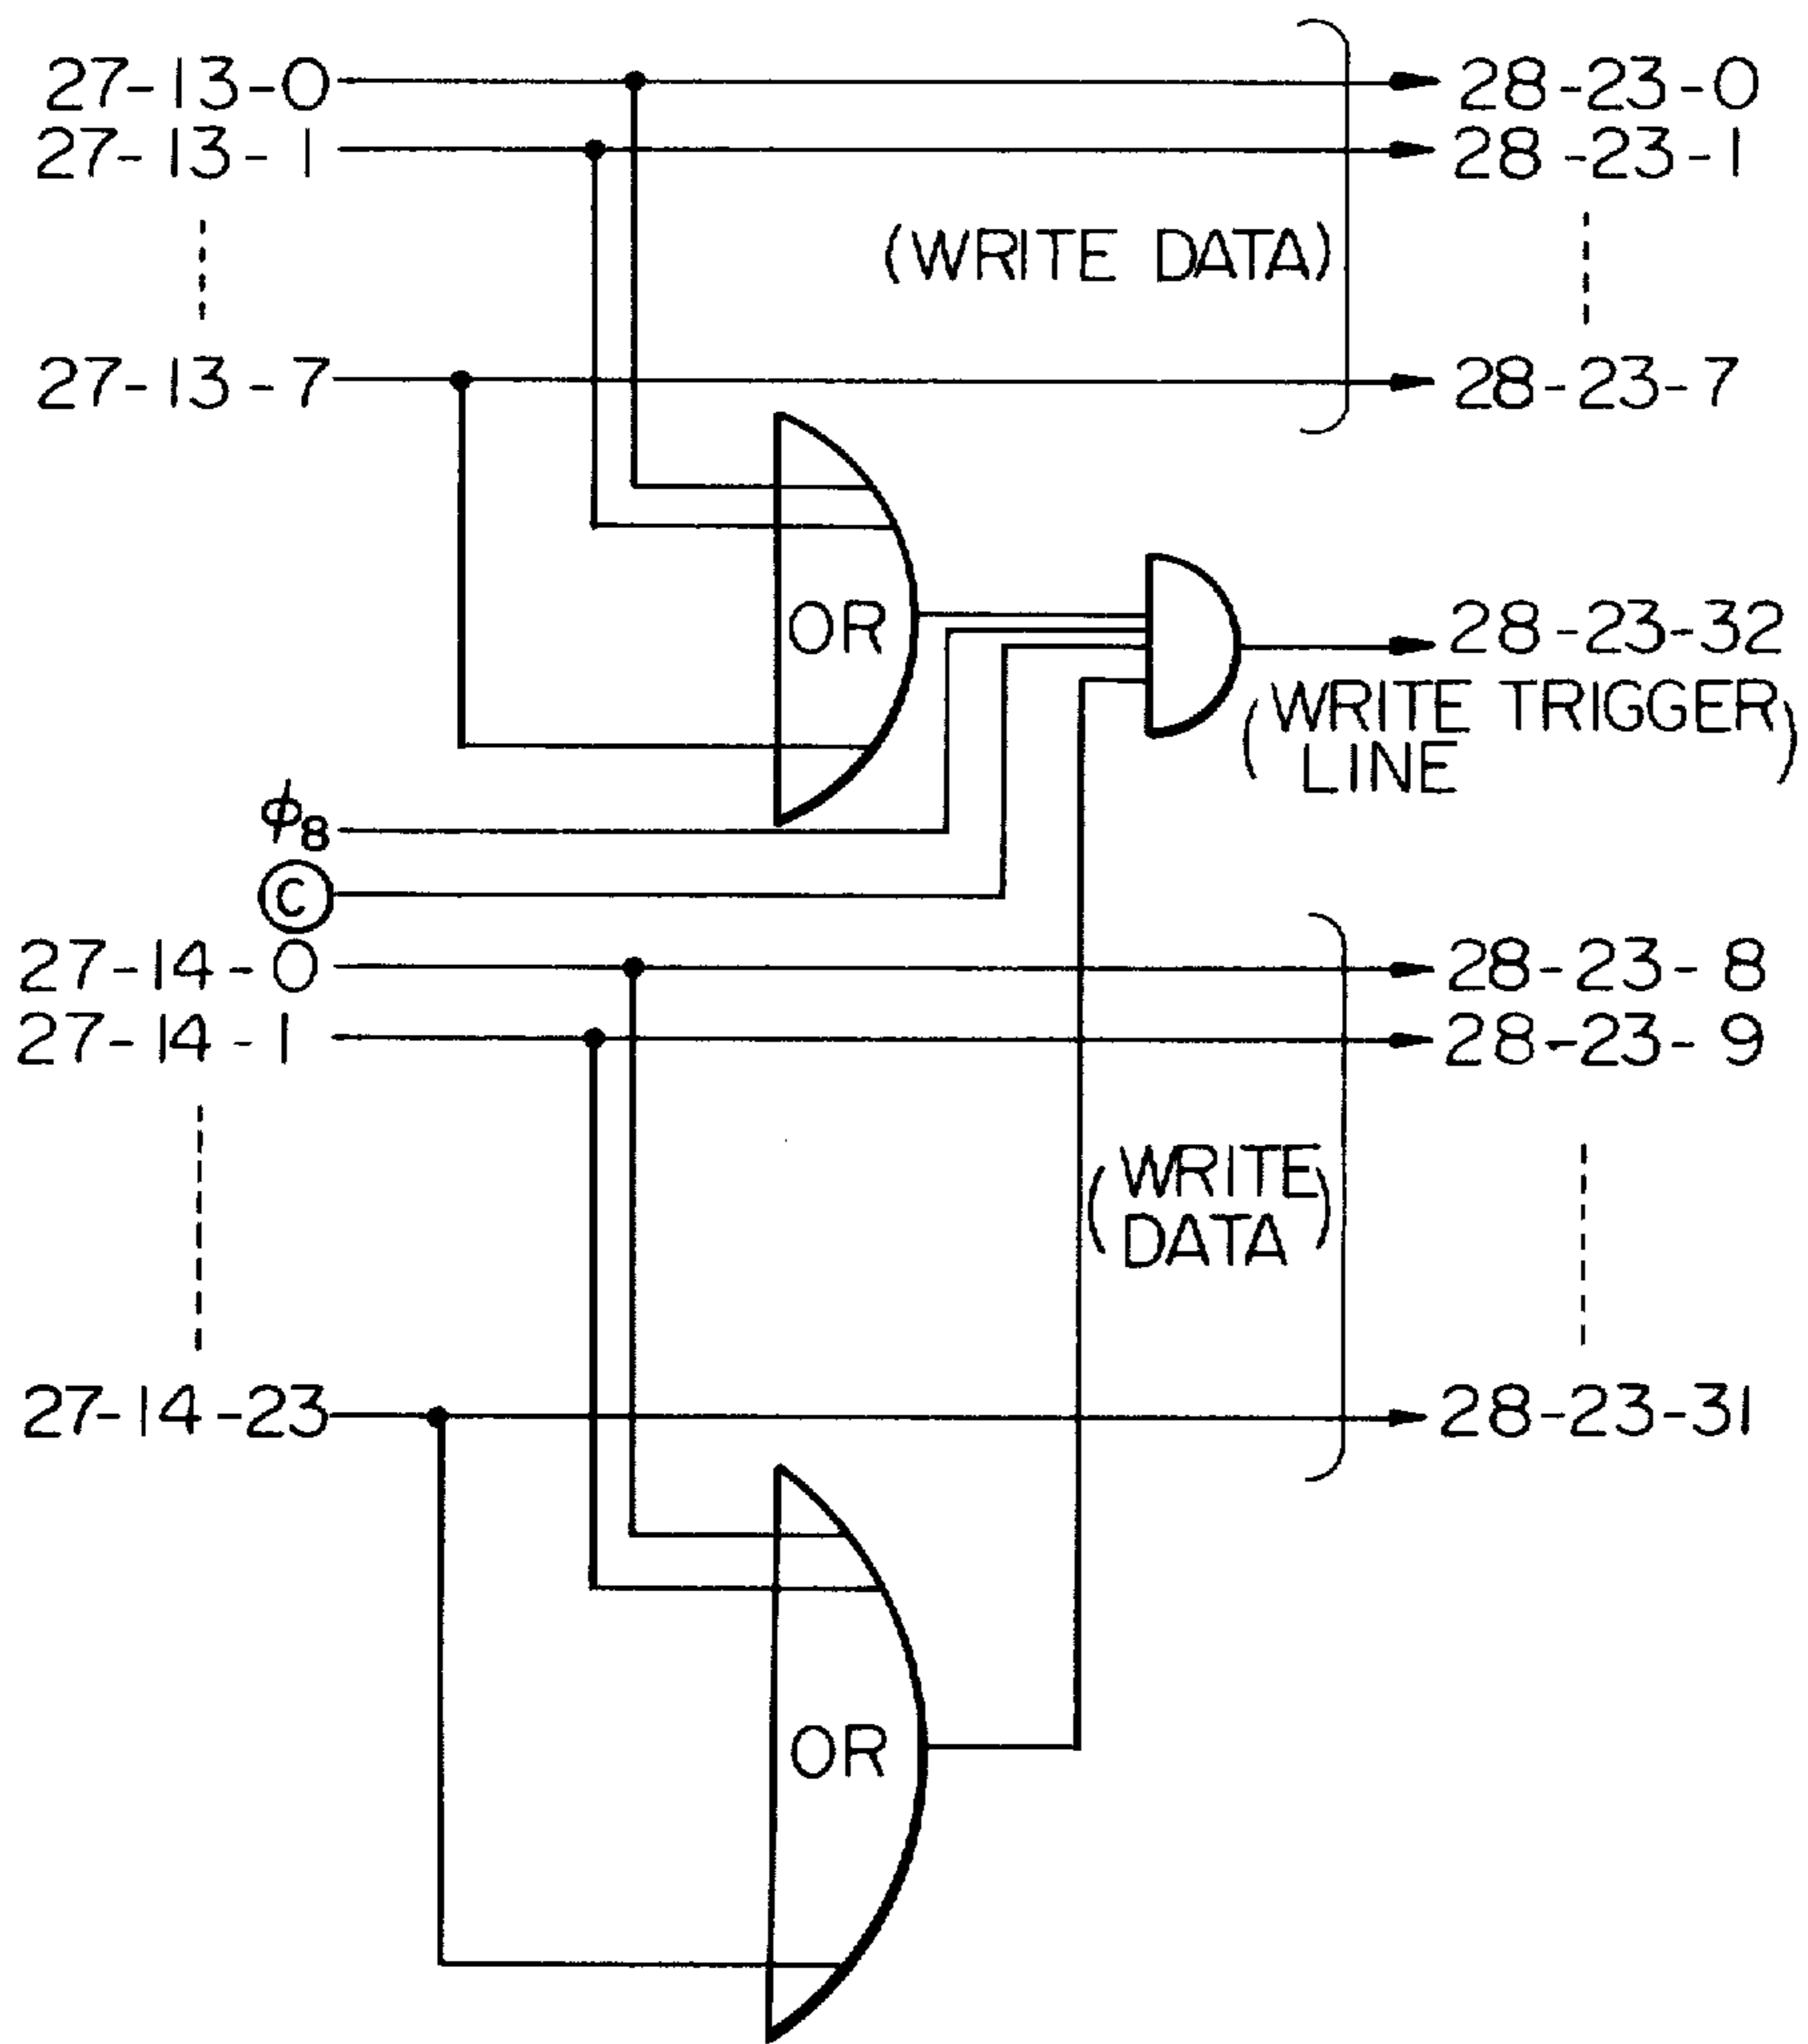 27-13-0 28-23-0
27-13-1 28-23-1
(WRITE DATA)
27-13-7 28-23-7
OR
28-23-32
(WRITE TRIGGER
LINE)
ϕ8
Ⓒ
27-14-0 28-23-8
27-14-1 28-23-9
(WRITE
DATA)
27-14-23 28-23-31
OR